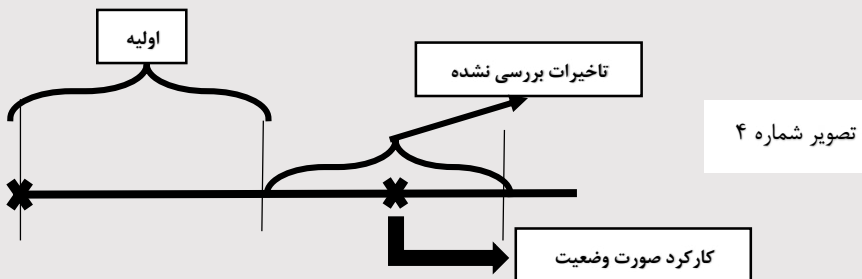 اولیه
تاخیرات بررسی نشده
تصویر شماره ۴
کارکرد صورت وضعیت